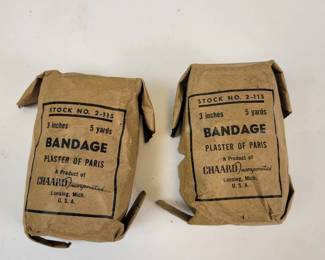 STOCK NO. 2-115
3 inches 5 yards
BANDAGE
PLASTER OF PARIS
A Product of
CHAARD Incorporated
Lansing, Mich.
U. S. A.
STOCK NO. 2-115
3 inches 5 yards
BANDAGE
PLASTER OF PARIS
A Product of
CHAARD Incorporated
Lansing, Mich.
U. S. A.